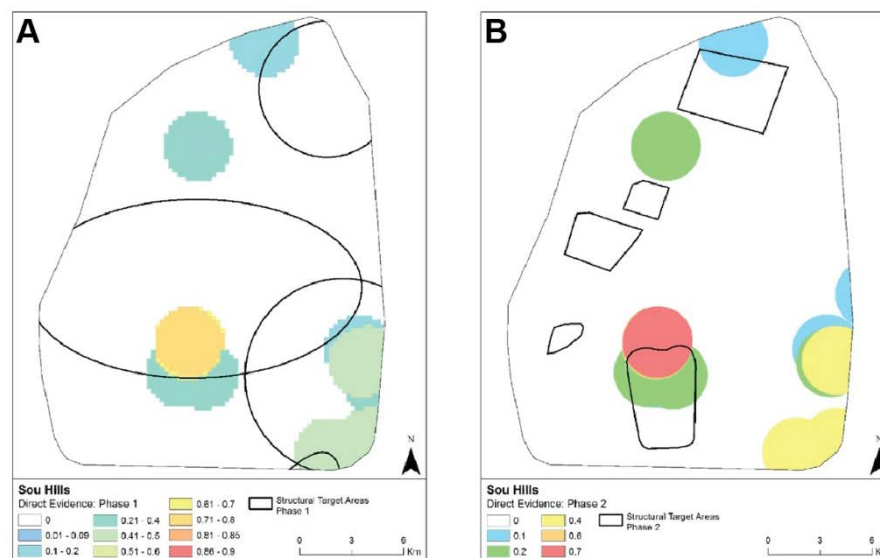 A
N
Sou Hills
Direct Evidence: Phase 1
0
0.01 - 0.09
0.1 - 0.2
0.21 - 0.4
0.41 - 0.5
0.51 - 0.6
0.61 - 0.7
0.71 - 0.8
0.81 - 0.85
0.86 - 0.9
Structural Target Areas
Phase 1
0 3 6
Km
B
N
Sou Hills
Direct Evidence: Phase 2
0
0.1
0.2
0.4
0.6
0.7
Structural Target Areas
Phase 2
0 3 6
Km